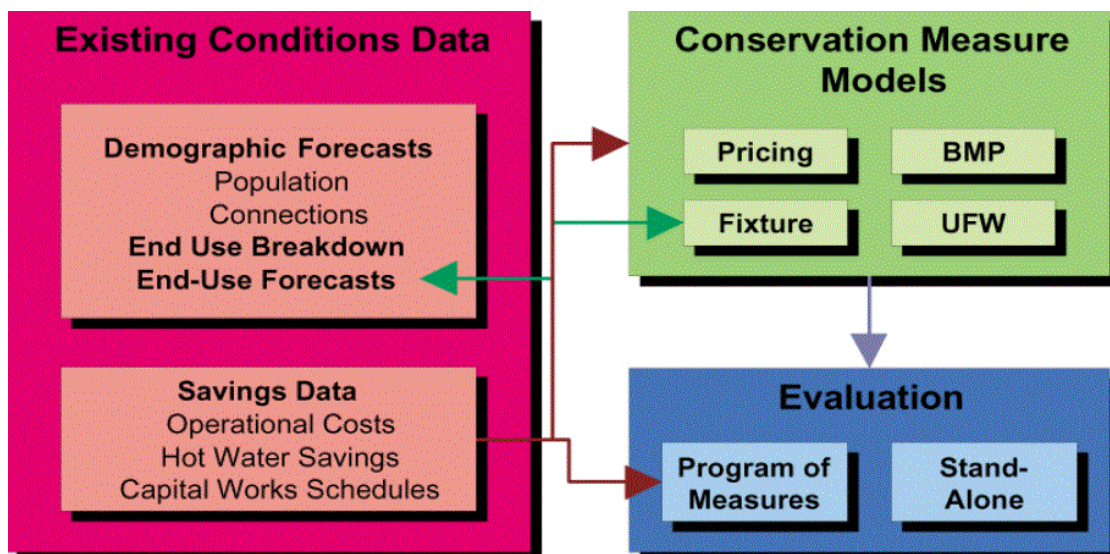 Existing Conditions Data
Demographic Forecasts
Population
Connections
End Use Breakdown
End-Use Forecasts
Savings Data
Operational Costs
Hot Water Savings
Capital Works Schedules
Conservation Measure
Models
Pricing
BMP
Fixture
UFW
Evaluation
Program of
Measures
Stand-
Alone